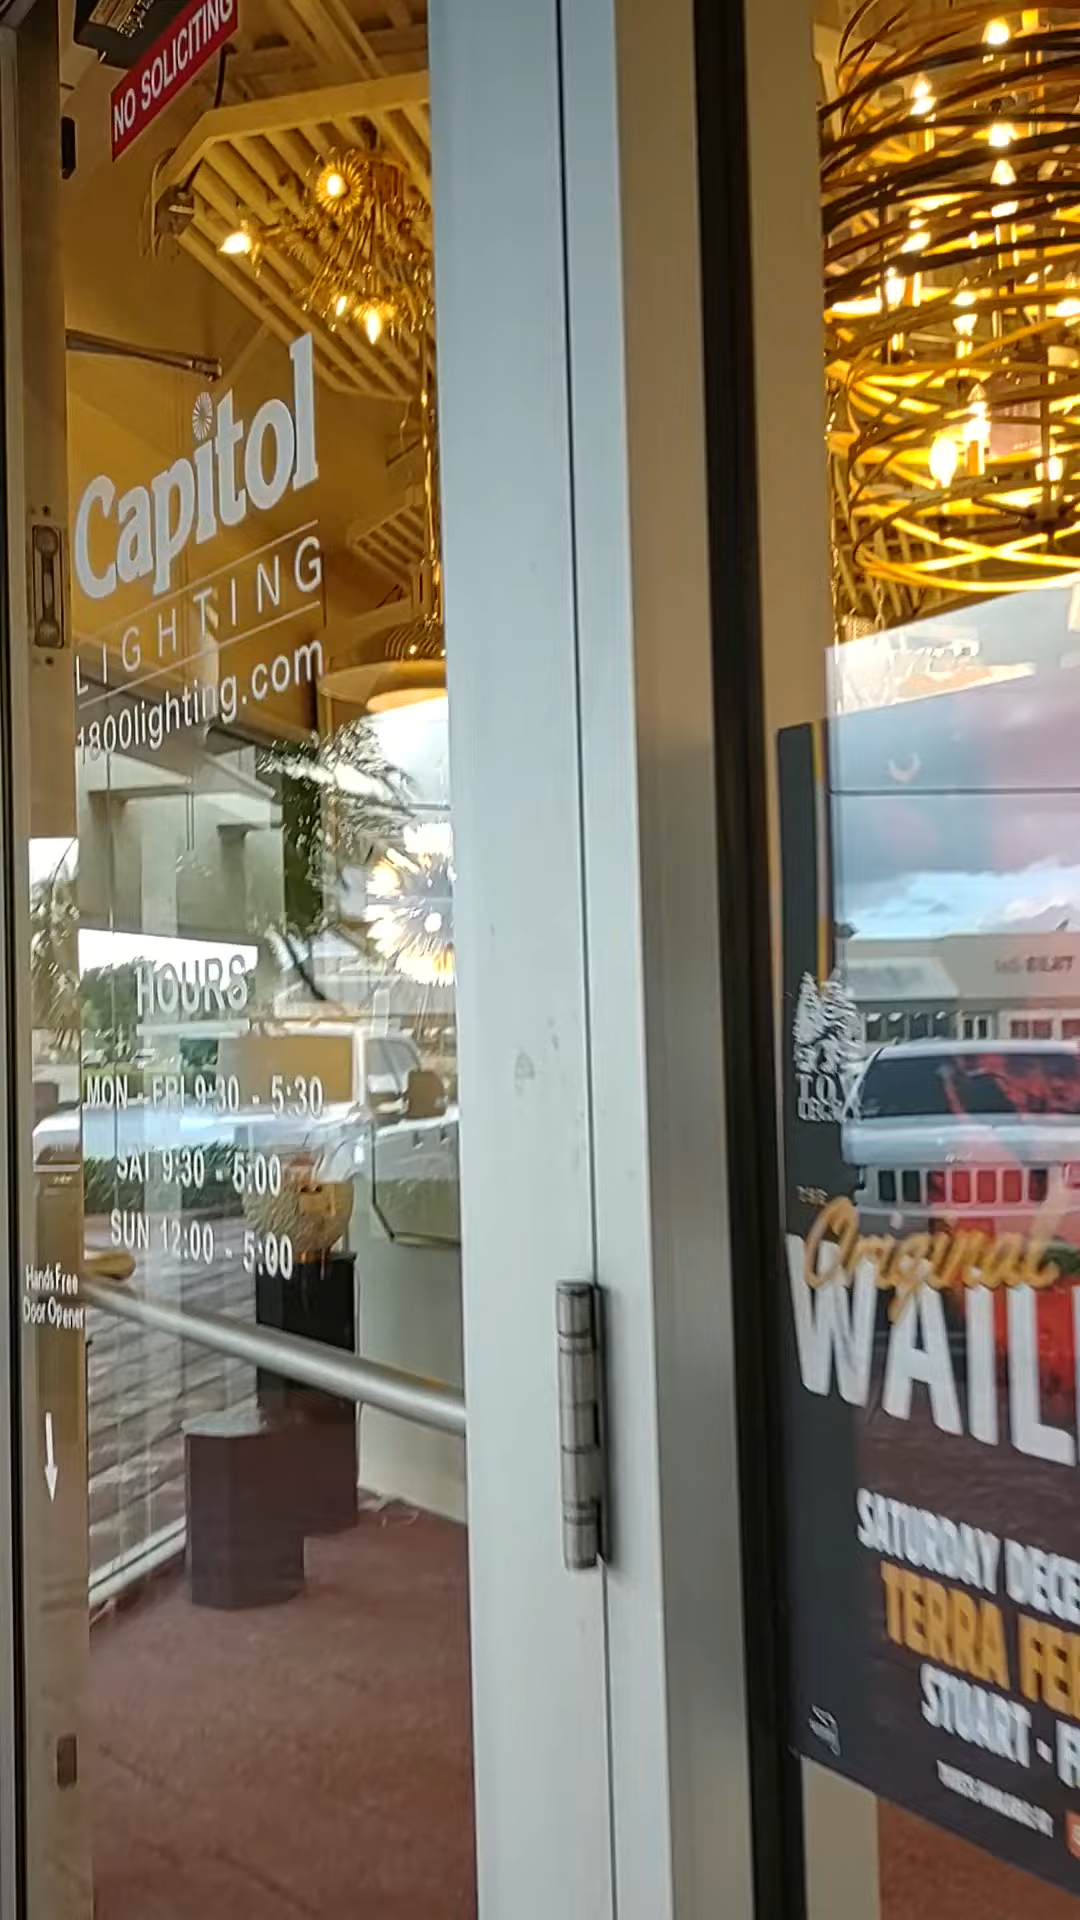 NO SOLICITING
Capitol
LIGHTING
1800lighting.com
HOURS
MON - FRI 9:30 - 5:30
SAT 9:30 - 5:00
SUN 12:00 - 5:00
Hands Free
Door Opener
THE
Original
WAIL
SATURDAY DECE
TERRA FE
STUART - F